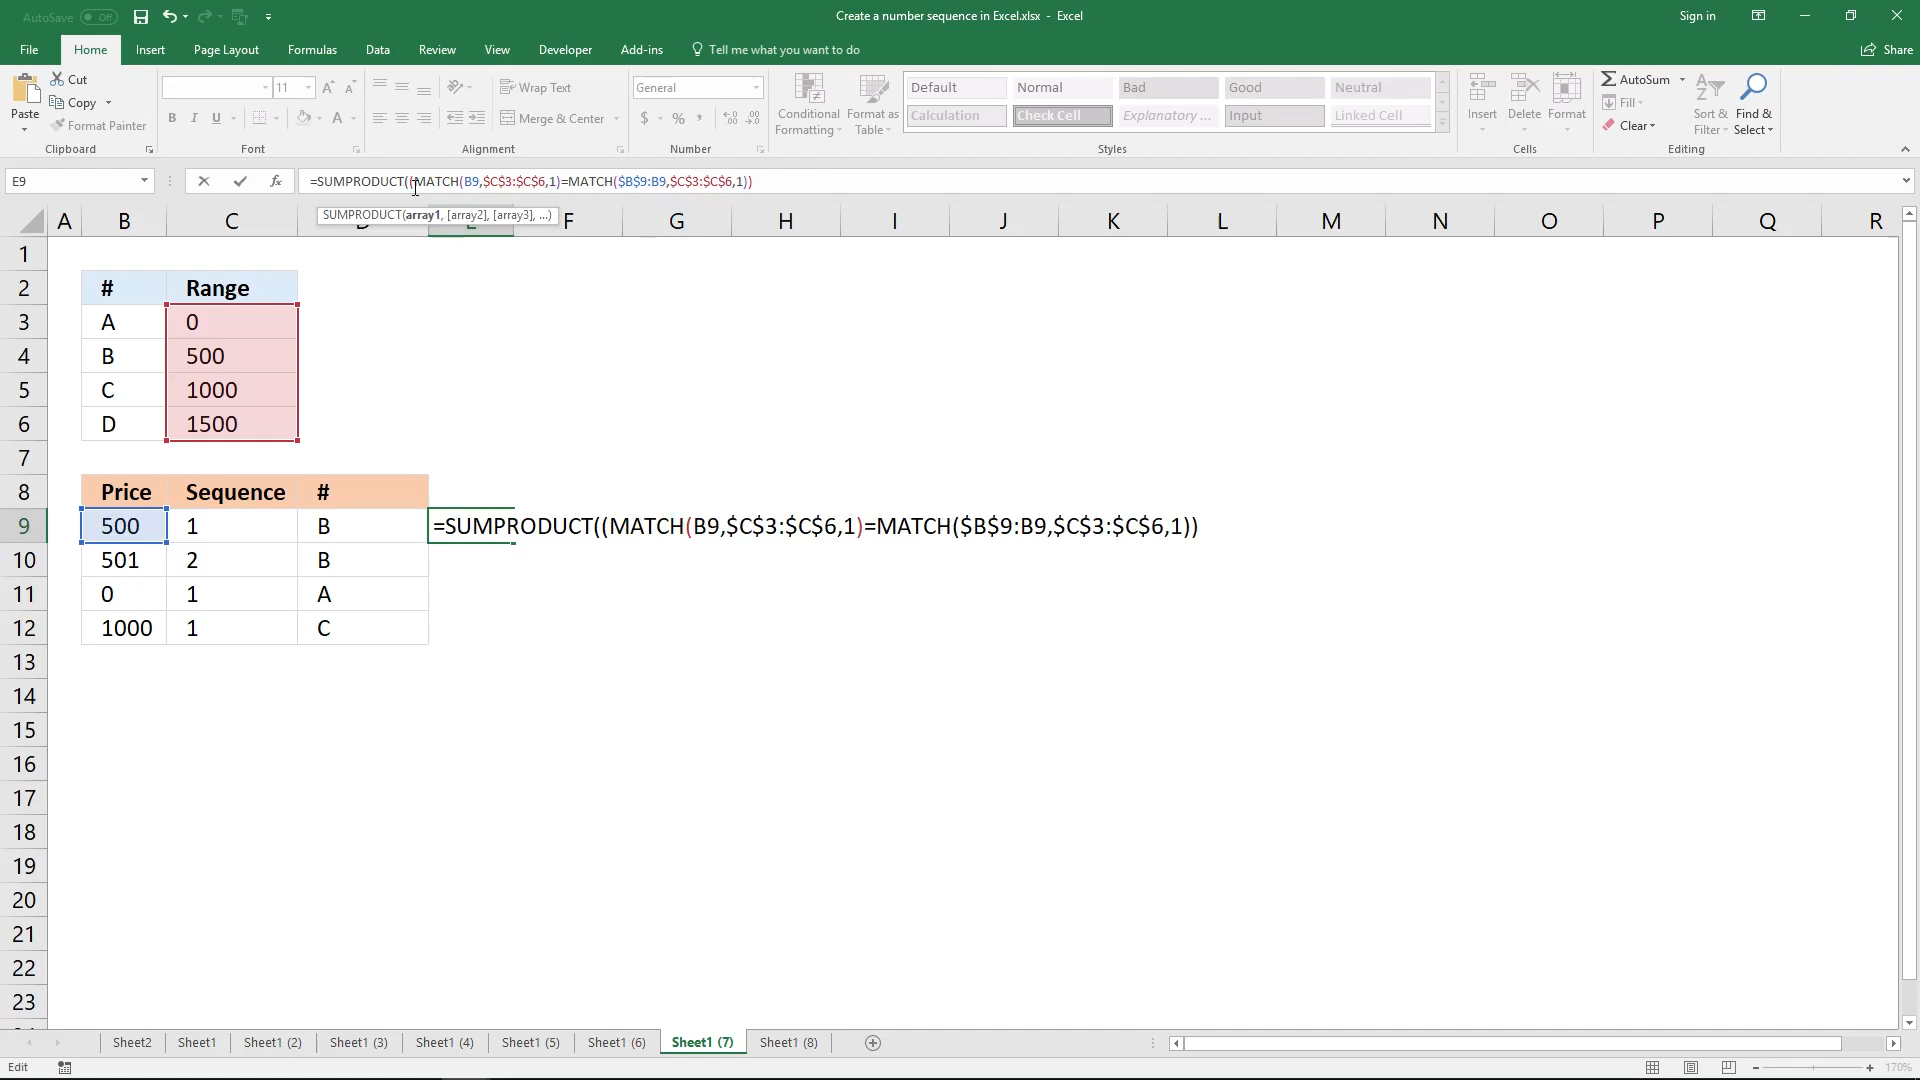 AutoSave Off
Create a number sequence in Excel.xlsx - Excel
Sign in
File Home Insert Page Layout Formulas Data Review View Developer Add-ins Tell me what you want to do Share
Paste
Cut
Copy
Format Painter
Clipboard
11
B I U
Font
Wrap Text
Merge & Center
Alignment
General
$ % ,
Number
Conditional Formatting
Format as Table
Default Normal Bad Good Neutral
Calculation Check Cell Explanatory ... Input Linked Cell
Styles
Insert Delete Format
Cells
AutoSum
Fill
Clear
Sort & Filter
Find & Select
Editing
E9
fx
=SUMPRODUCT((MATCH(B9,$C$3:$C$6,1)=MATCH($B$9:B9,$C$3:$C$6,1))
SUMPRODUCT(array1, [array2], [array3], ...)
A B C D E F G H I J K L M N O P Q R
1
2 # Range
3 A 0
4 B 500
5 C 1000
6 D 1500
7
8 Price Sequence #
9 500 1 B =SUMPRODUCT((MATCH(B9,$C$3:$C$6,1)=MATCH($B$9:B9,$C$3:$C$6,1))
10 501 2 B
11 0 1 A
12 1000 1 C
13
14
15
16
17
18
19
20
21
22
23
Sheet2 Sheet1 Sheet1 (2) Sheet1 (3) Sheet1 (4) Sheet1 (5) Sheet1 (6) Sheet1 (7) Sheet1 (8)
Edit
170%